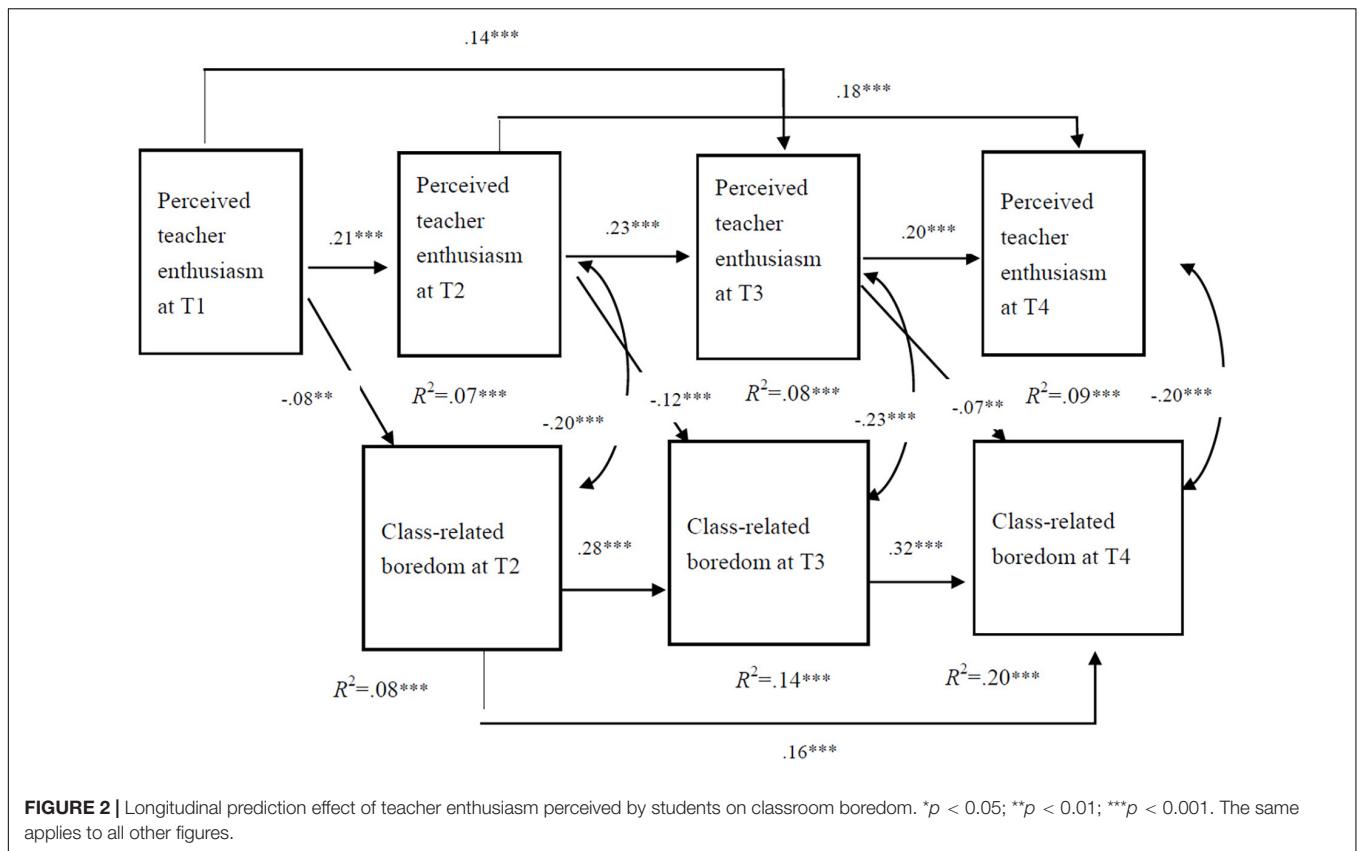 .14***
.18***
Perceived
teacher
enthusiasm
at T1
.21***
Perceived
teacher
enthusiasm
at T2
.23***
Perceived
teacher
enthusiasm
at T3
.20***
Perceived
teacher
enthusiasm
at T4
-.08**
R²=.07***
-.20***
-.12***
R²=.08***
-.23***
-.07**
R²=.09***
-.20***
Class-related
boredom at T2
.28***
Class-related
boredom at T3
.32***
Class-related
boredom at T4
R²=.08***
R²=.14***
R²=.20***
.16***
FIGURE 2 | Longitudinal prediction effect of teacher enthusiasm perceived by students on classroom boredom. *p < 0.05; **p < 0.01; ***p < 0.001. The same
applies to all other figures.